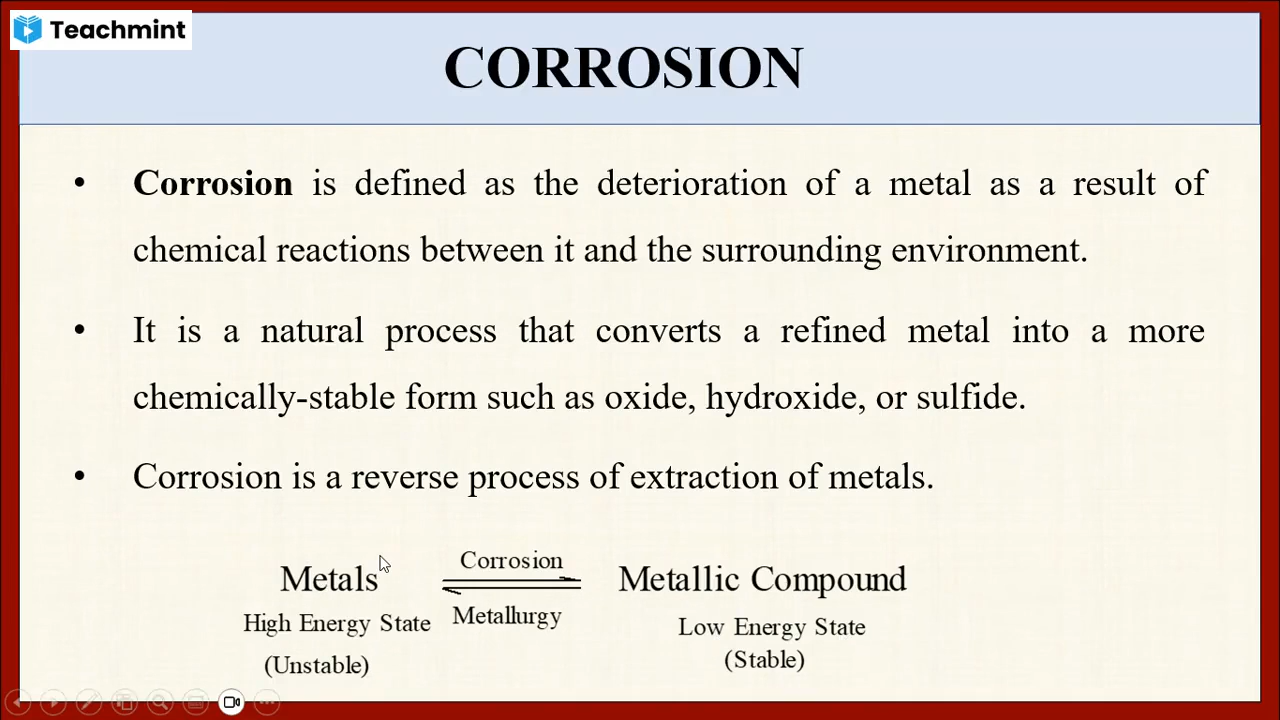 Teachmint
CORROSION
• Corrosion is defined as the deterioration of a metal as a result of
chemical reactions between it and the surrounding environment.
• It is a natural process that converts a refined metal into a more
chemically-stable form such as oxide, hydroxide, or sulfide.
• Corrosion is a reverse process of extraction of metals.
Corrosion
Metals Metallic Compound
Metallurgy
High Energy State Low Energy State
(Unstable) (Stable)